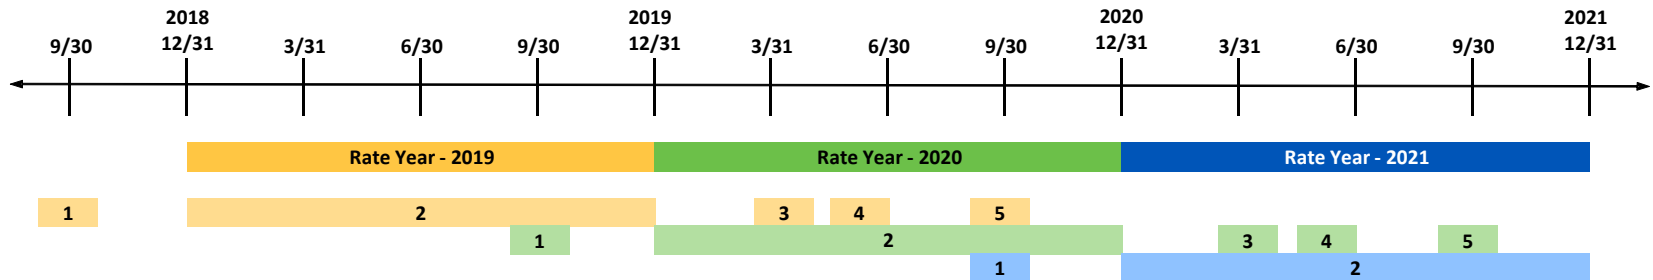 2018 2019 2020 2021
9/30 12/31 3/31 6/30 9/30 12/31 3/31 6/30 9/30 12/31 3/31 6/30 9/30 12/31
Rate Year - 2019 Rate Year - 2020 Rate Year - 2021
1 2 3 4 5
1 2 3 4 5
1 2